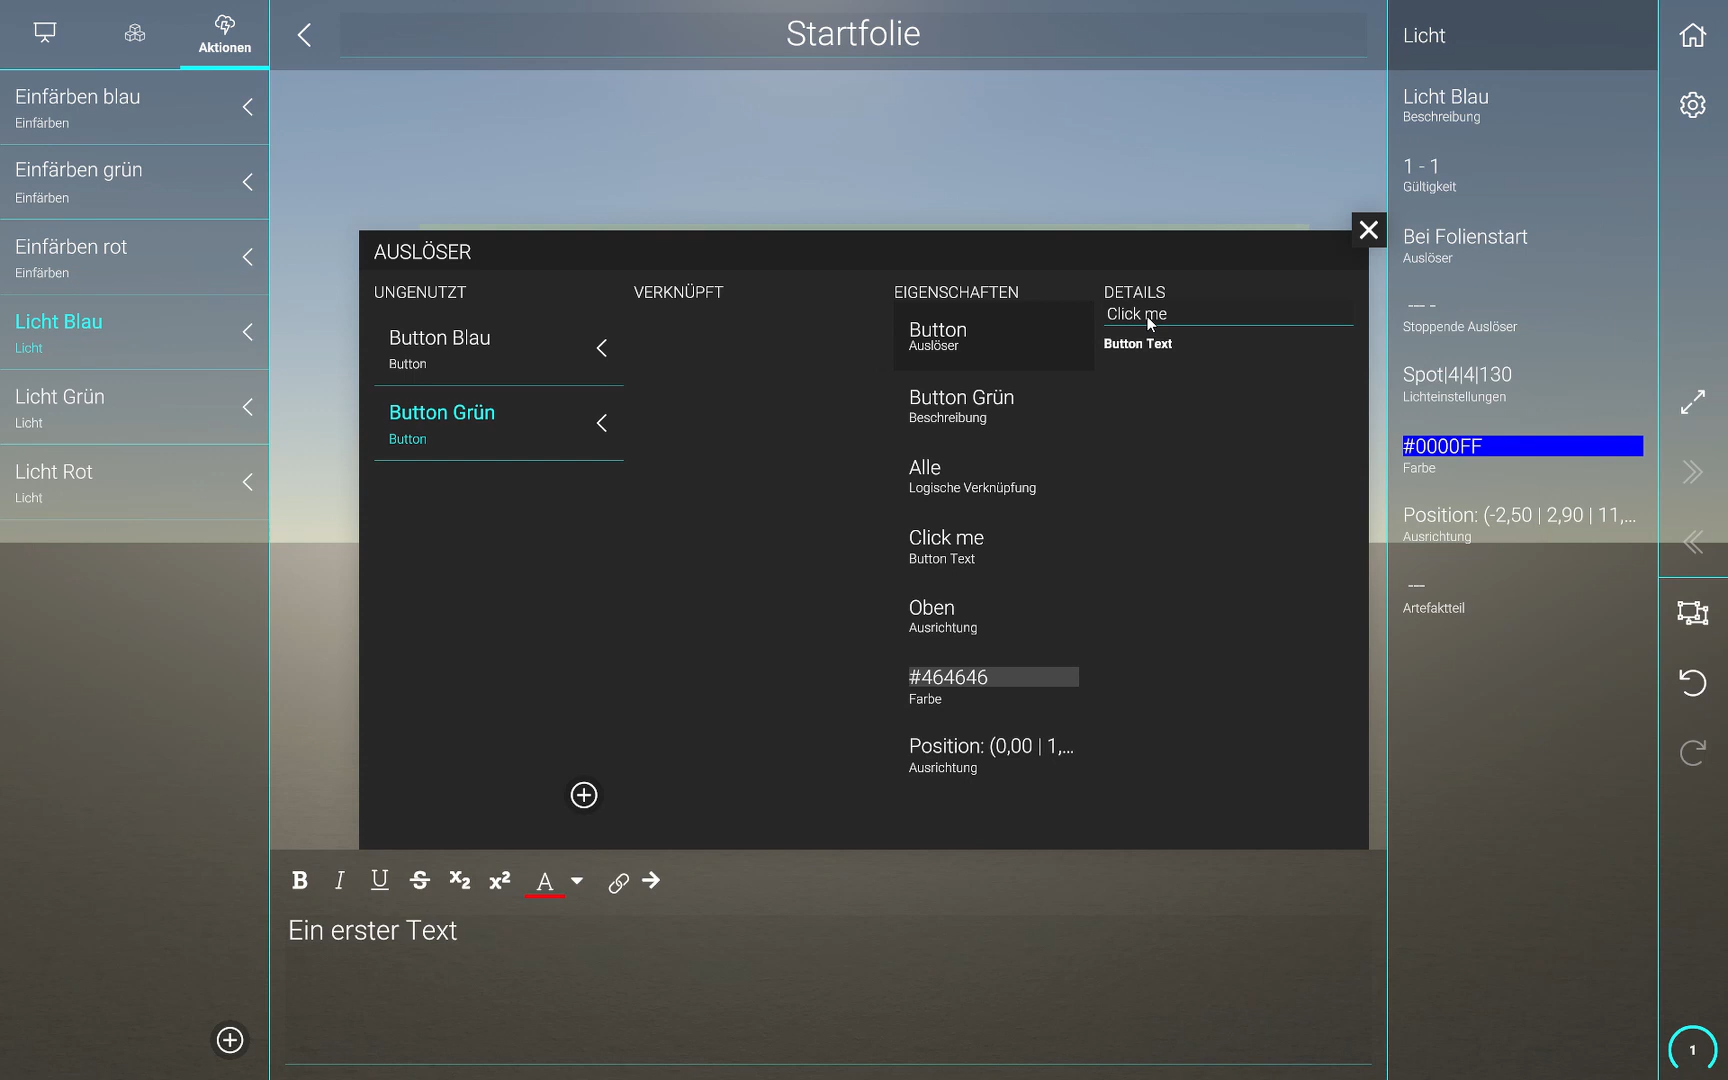 Aktionen
Startfolie
Licht
Einfärben blau
Einfärben
Einfärben grün
Einfärben
Einfärben rot
Einfärben
Licht Blau
Licht
Licht Grün
Licht
Licht Rot
Licht
AUSLÖSER
UNGENUTZT
VERKNÜPFT
EIGENSCHAFTEN
DETAILS
Button Blau
Button
Button Grün
Button
Button
Auslöser
Button Grün
Beschreibung
Alle
Logische Verknüpfung
Click me
Button Text
Oben
Ausrichtung
#464646
Farbe
Position: (0,00 | 1,...
Ausrichtung
Click me
Button Text
Licht Blau
Beschreibung
1 - 1
Gültigkeit
Bei Folienstart
Auslöser
--- -
Stoppende Auslöser
Spot|4|4|130
Lichteinstellungen
#0000FF
Farbe
Position: (-2,50 | 2,90 | 11,...
Ausrichtung
---
Artefaktteil
B I U S x2 x2 A
Ein erster Text
1